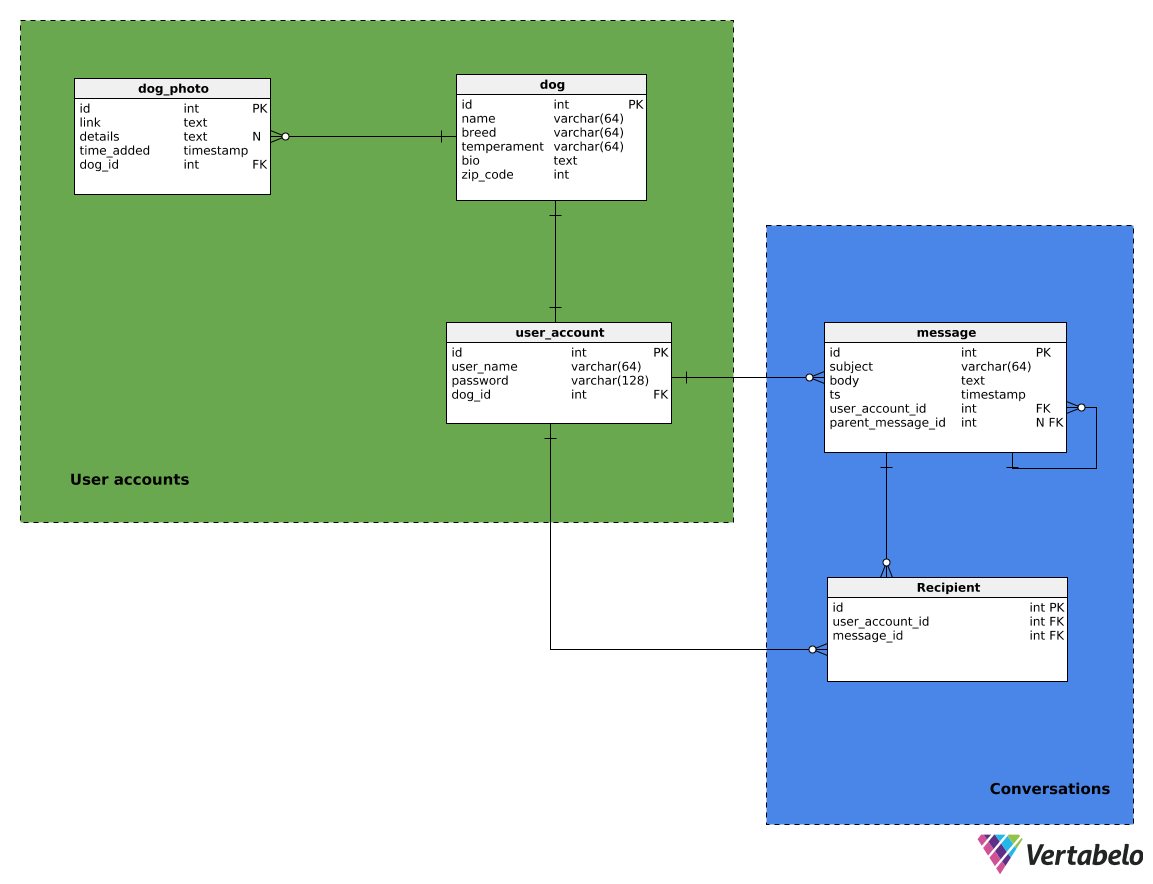 dog_photo
id int PK
link text
details text N
time_added timestamp
dog_id int FK
dog
id int PK
name varchar(64)
breed varchar(64)
temperament varchar(64)
bio text
zip_code int
user_account
id int PK
user_name varchar(64)
password varchar(128)
dog_id int FK
User accounts
message
id int PK
subject varchar(64)
body text
ts timestamp
user_account_id int FK
parent_message_id int N FK
Recipient
id int PK
user_account_id int FK
message_id int FK
Conversations
Vertabelo